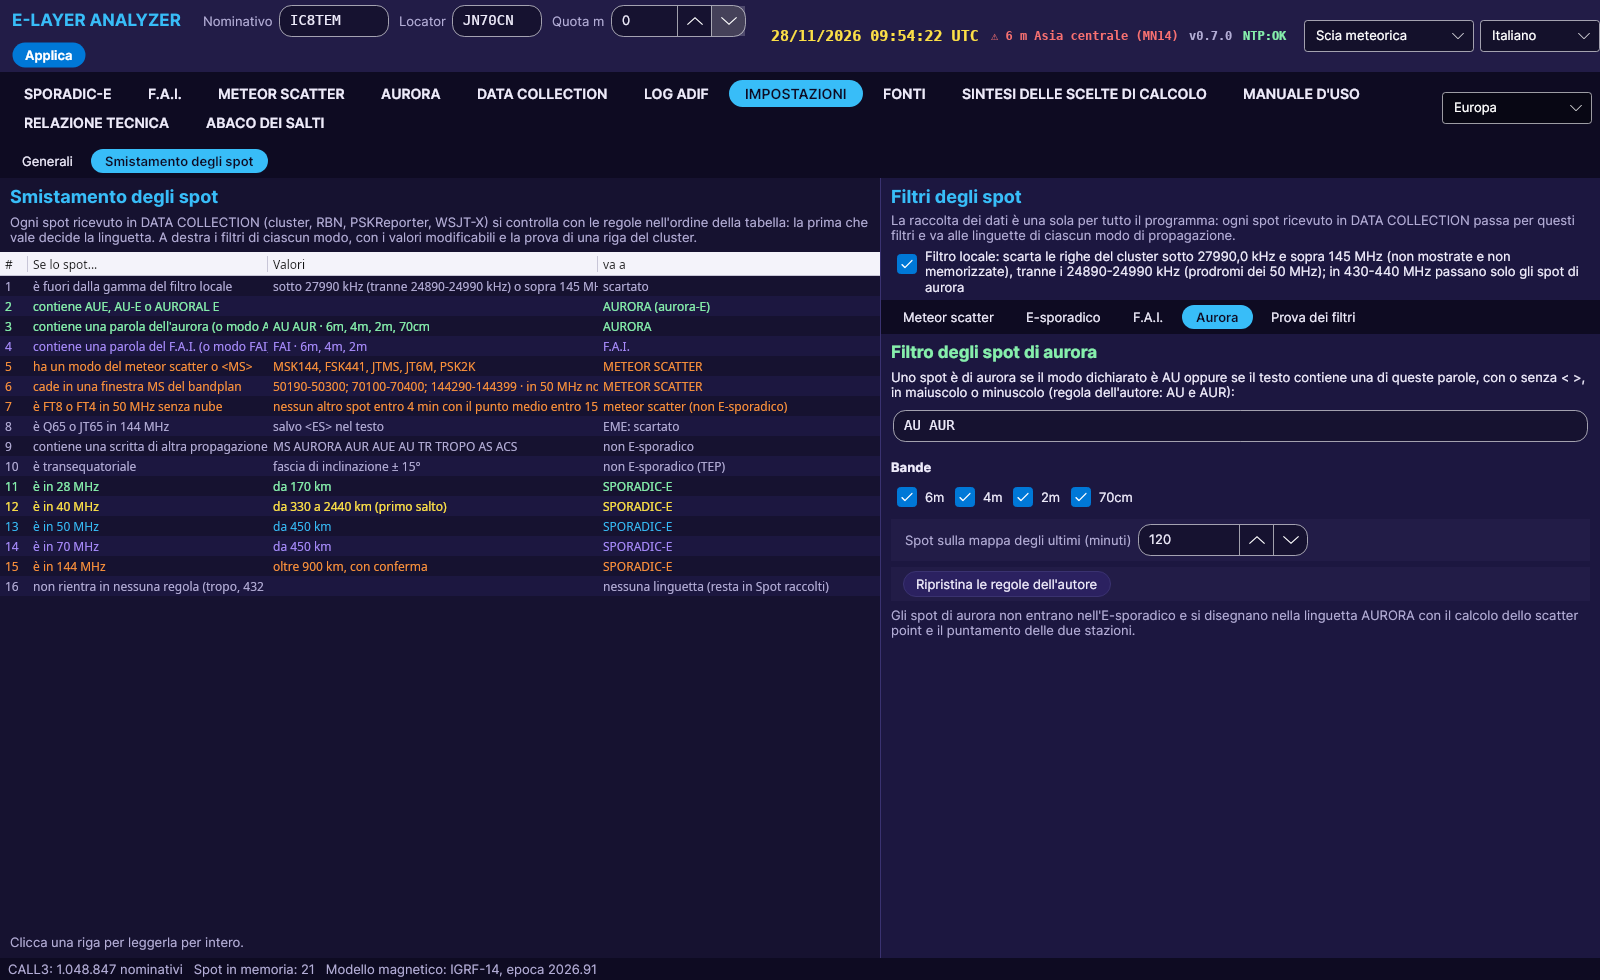 E-LAYER ANALYZER Nominativo IC8TEM Locator JN70CN Quota m 0
28/11/2026 09:54:22 UTC ⚠ 6 m Asia centrale (MN14) v0.7.0 NTP:OK Scia meteorica Italiano
Applica
SPORADIC-E F.A.I. METEOR SCATTER AURORA DATA COLLECTION LOG ADIF IMPOSTAZIONI FONTI SINTESI DELLE SCELTE DI CALCOLO MANUALE D'USO
RELAZIONE TECNICA ABACO DEI SALTI
Europa
Generali Smistamento degli spot
Smistamento degli spot
Ogni spot ricevuto in DATA COLLECTION (cluster, RBN, PSKReporter, WSJT-X) si controlla con le regole nell'ordine della tabella: la prima che
vale decide la linguetta. A destra i filtri di ciascun modo, con i valori modificabili e la prova di una riga del cluster.
# Se lo spot... Valori va a
1 è fuori dalla gamma del filtro locale sotto 27990 kHz (tranne 24890-24990 kHz) o sopra 145 MH scartato
2 contiene AUE, AU-E o AURORAL E AURORA (aurora-E)
3 contiene una parola dell'aurora (o modo A AU AUR · 6m, 4m, 2m, 70cm AURORA
4 contiene una parola del F.A.I. (o modo FAI FAI · 6m, 4m, 2m F.A.I.
5 ha un modo del meteor scatter o <MS> MSK144, FSK441, JTMS, JT6M, PSK2K METEOR SCATTER
6 cade in una finestra MS del bandplan 50190-50300; 70100-70400; 144290-144399 · in 50 MHz nc METEOR SCATTER
7 è FT8 o FT4 in 50 MHz senza nube nessun altro spot entro 4 min con il punto medio entro 15 meteor scatter (non E-sporadico)
8 è Q65 o JT65 in 144 MHz salvo <ES> nel testo EME: scartato
9 contiene una scritta di altra propagazione MS AURORA AUR AUE AU TR TROPO AS ACS non E-sporadico
10 è transequatoriale fascia di inclinazione ± 15° non E-sporadico (TEP)
11 è in 28 MHz da 170 km SPORADIC-E
12 è in 40 MHz da 330 a 2440 km (primo salto) SPORADIC-E
13 è in 50 MHz da 450 km SPORADIC-E
14 è in 70 MHz da 450 km SPORADIC-E
15 è in 144 MHz oltre 900 km, con conferma SPORADIC-E
16 non rientra in nessuna regola (tropo, 432 nessuna linguetta (resta in Spot raccolti)
Clicca una riga per leggerla per intero.
Filtri degli spot
La raccolta dei dati è una sola per tutto il programma: ogni spot ricevuto in DATA COLLECTION passa per questi
filtri e va alle linguette di ciascun modo di propagazione.
Filtro locale: scarta le righe del cluster sotto 27990,0 kHz e sopra 145 MHz (non mostrate e non
memorizzate), tranne i 24890-24990 kHz (prodromi dei 50 MHz); in 430-440 MHz passano solo gli spot di
aurora
Meteor scatter E-sporadico F.A.I. Aurora Prova dei filtri
Filtro degli spot di aurora
Uno spot è di aurora se il modo dichiarato è AU oppure se il testo contiene una di queste parole, con o senza < >,
in maiuscolo o minuscolo (regola dell'autore: AU e AUR):
AU AUR
Bande
6m 4m 2m 70cm
Spot sulla mappa degli ultimi (minuti) 120
Ripristina le regole dell'autore
Gli spot di aurora non entrano nell'E-sporadico e si disegnano nella linguetta AURORA con il calcolo dello scatter
point e il puntamento delle due stazioni.
CALL3: 1.048.847 nominativi Spot in memoria: 21 Modello magnetico: IGRF-14, epoca 2026.91